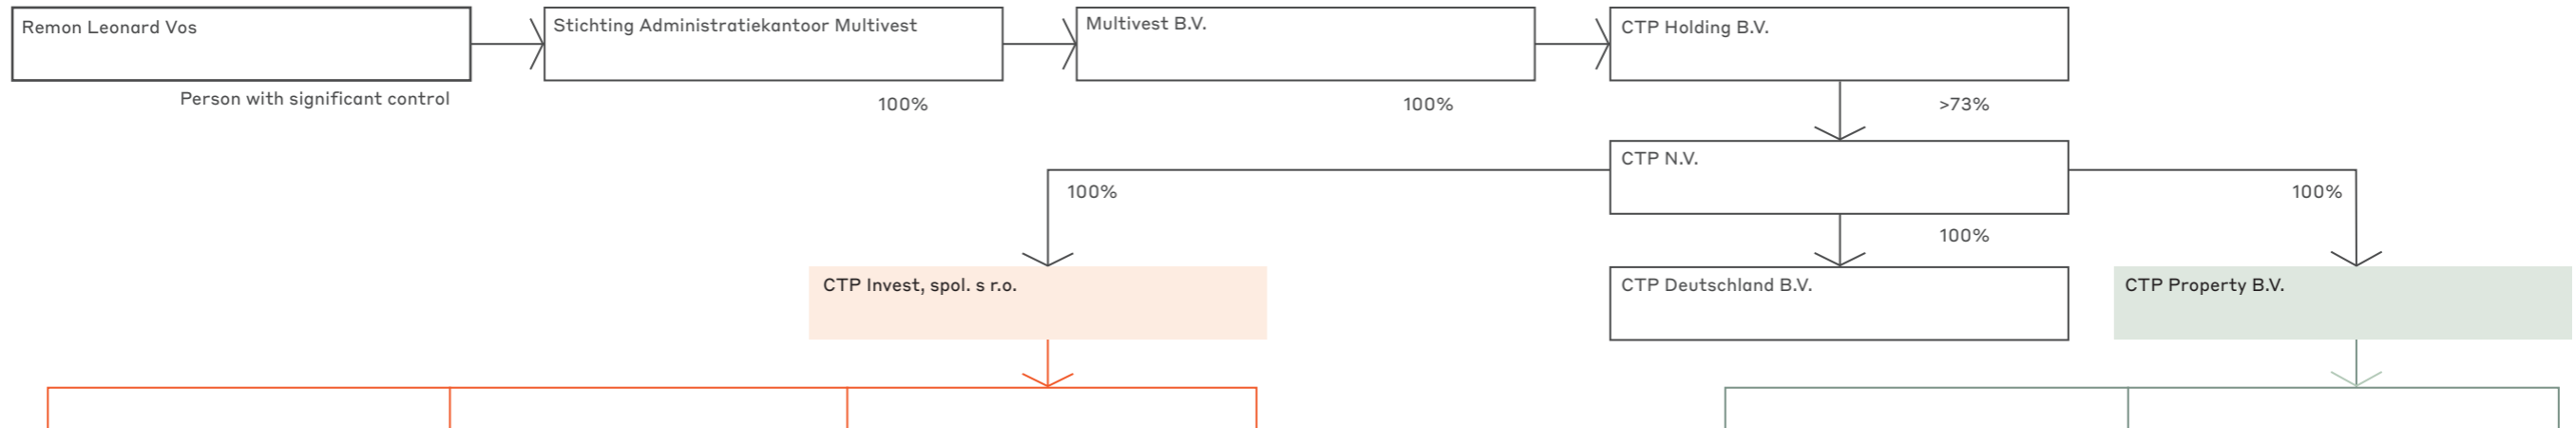 Remon Leonard Vos
Stichting Administratiekantoor Multivest
Multivest B.V.
CTP Holding B.V.
Person with significant control
100%
100%
>73%
CTP N.V.
100%
100%
100%
CTP Invest, spol. s r.o.
CTP Deutschland B.V.
CTP Property B.V.